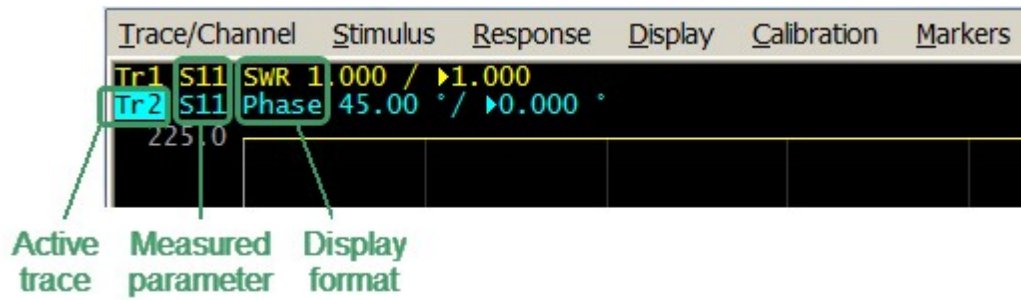 Trace/Channel Stimulus Response Display Calibration Markers
Tr1 S11 SWR 1.000 / ▶1.000
Tr2 S11 Phase 45.00 °/ ▶0.000 °
225.0
Active trace
Measured parameter
Display format